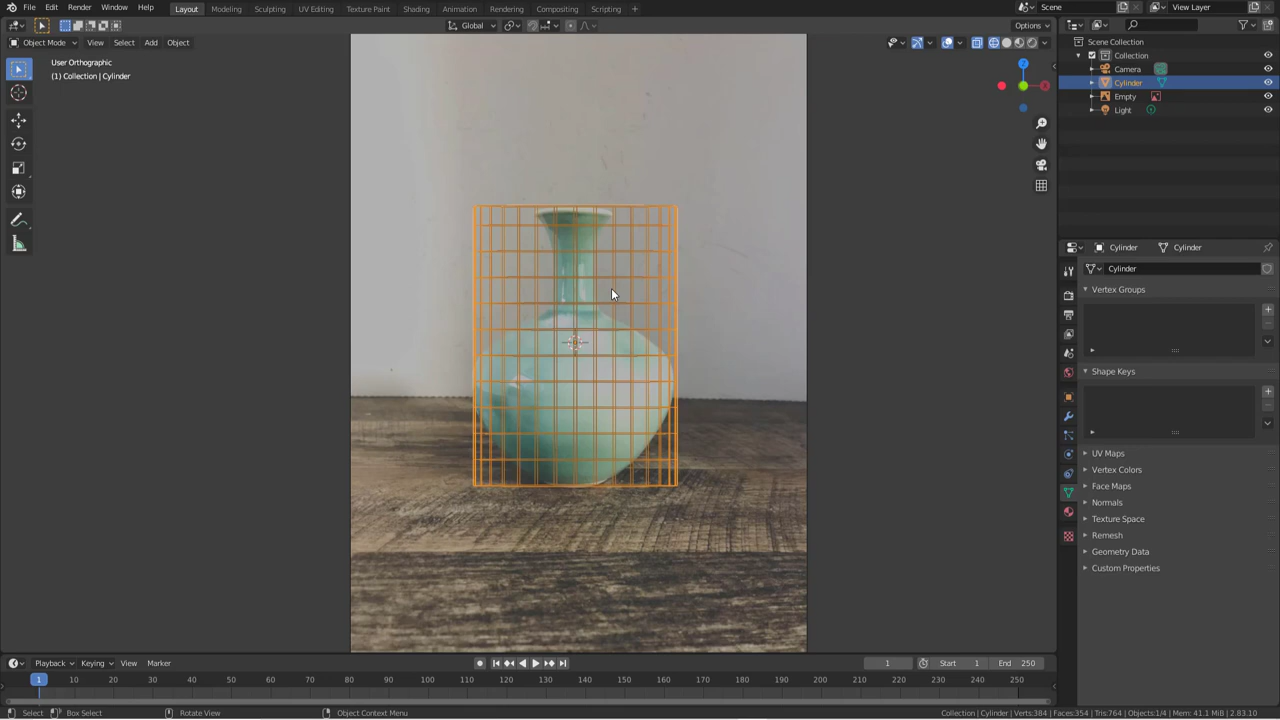 File Edit Render Window Help Layout Modeling Sculpting UV Editing Texture Paint Shading Animation Rendering Compositing Scripting + Scene View Layer
Global Options
Object Mode View Select Add Object
User Orthographic
(1) Collection | Cylinder
Z
Scene Collection
Collection
Camera
Cylinder
Empty
Light
Cylinder Cylinder
Cylinder
Vertex Groups
Shape Keys
UV Maps
Vertex Colors
Face Maps
Normals
Texture Space
Remesh
Geometry Data
Custom Properties
Playback Keying View Marker 1 Start 1 End 250
1 10 20 30 40 50 60 70 80 90 100 110 120 130 140 150 160 170 180 190 200 210 220 230 240 250
Select Box Select Rotate View Object Context Menu Collection | Cylinder | Verts:384 | Faces:354 | Tris:764 | Objects:1/4 | Mem: 41.1 MiB | 2.83.10